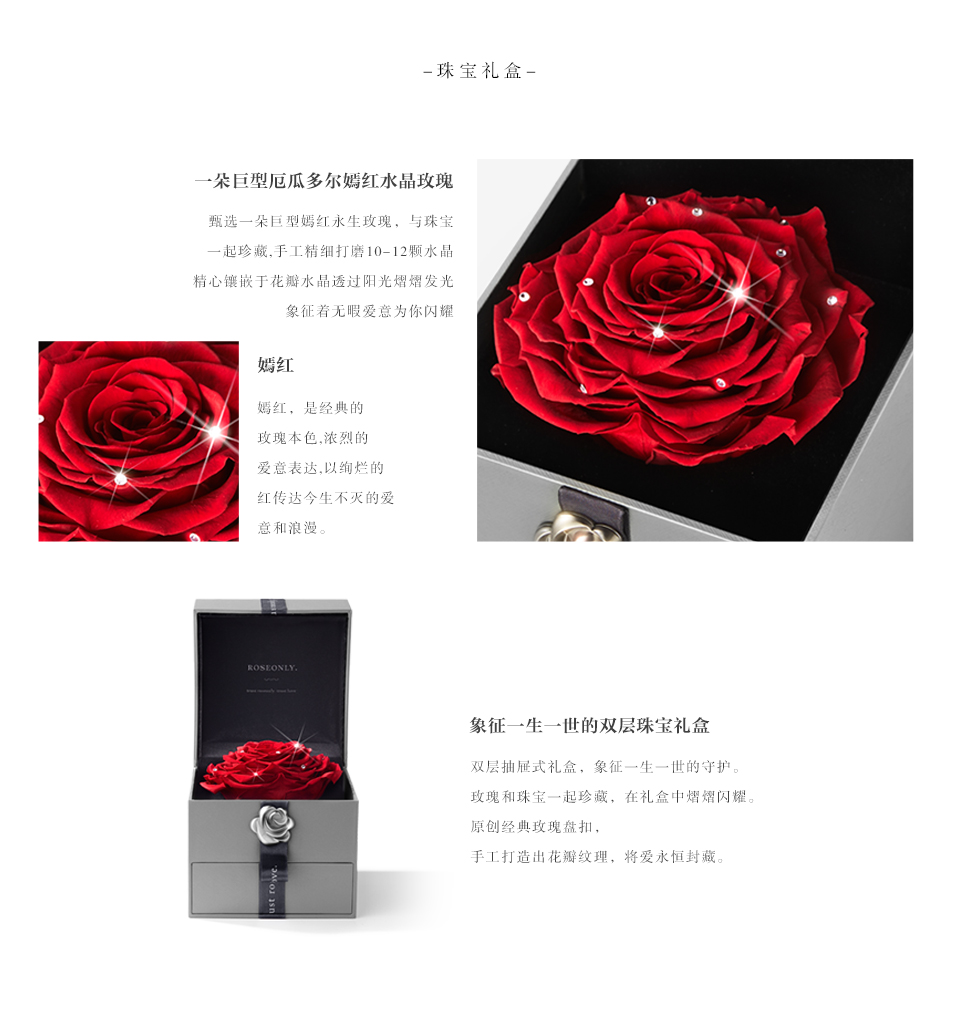 –珠宝礼盒–
一朵巨型厄瓜多尔嫣红水晶玫瑰
甄选一朵巨型嫣红永生玫瑰，与珠宝
一起珍藏,手工精细打磨10-12颗水晶
精心镶嵌于花瓣水晶透过阳光熠熠发光
象征着无暇爱意为你闪耀
嫣红
嫣红，是经典的
玫瑰本色,浓烈的
爱意表达,以绚烂的
红传达今生不灭的爱
意和浪漫。
ROSEONLY.
象征一生一世的双层珠宝礼盒
双层抽屉式礼盒，象征一生一世的守护。
玫瑰和珠宝一起珍藏，在礼盒中熠熠闪耀。
原创经典玫瑰盘扣，
手工打造出花瓣纹理，将爱永恒封藏。